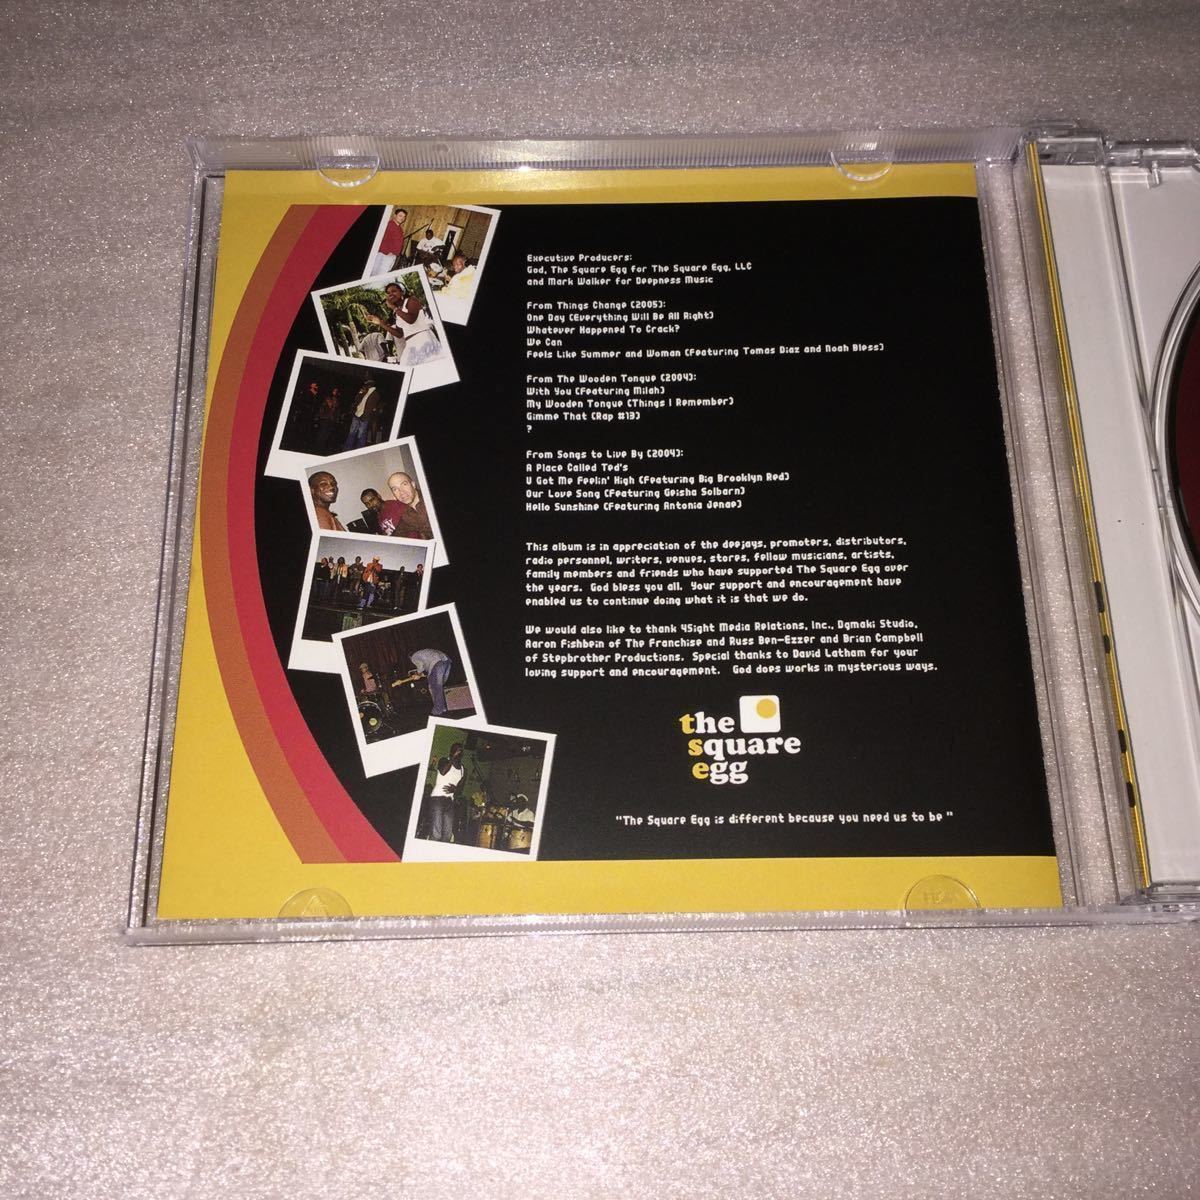 Executive Producers:
God, The Square Egg for The Square Egg, LLC
and Mark Walker for Deepness Music
From Things Change (2005):
One Day (Everything Will Be All Right)
Whatever Happened To Crack?
We Can
Feels Like Summer and Woman (Featuring Tomas Diaz and Noah Bless)
From The Wooden Tongue (2004):
With You (Featuring Milah)
My Wooden Tongue (Things I Remember)
Gimme That (Rap #13)
?
From Songs to Live By (2004):
A Place Called Ted's
U Got Me Feelin' High (Featuring Big Brooklyn Red)
Our Love Song (Featuring Geisha Solbarn)
Hello Sunshine (Featuring Antonia Jenae)
This album is in appreciation of the deejays, promoters, distributors,
radio personnel, writers, venues, stores, fellow musicians, artists,
family members and friends who have supported The Square Egg over
the years. God bless you all. Your support and encouragement have
enabled us to continue doing what it is that we do.
We would also like to thank 4Sight Media Relations, Inc., Dgmaki Studio,
Aaron Fishbein of The Franchise and Russ Ben-Ezzer and Brian Campbell
of Stepbrother Productions. Special thanks to David Latham for your
loving support and encouragement. God does works in mysterious ways.
the
square
egg
"The Square Egg is different because you need us to be "